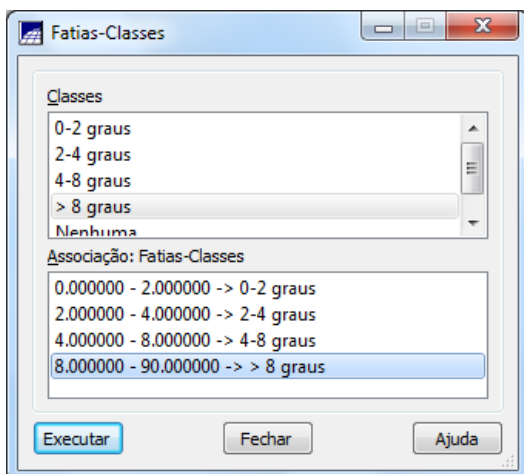 Fatias-Classes
Classes
0-2 graus
2-4 graus
4-8 graus
> 8 graus
Nenhuma
Associação: Fatias-Classes
0.000000 - 2.000000 -> 0-2 graus
2.000000 - 4.000000 -> 2-4 graus
4.000000 - 8.000000 -> 4-8 graus
8.000000 - 90.000000 -> > 8 graus
Executar Fechar Ajuda